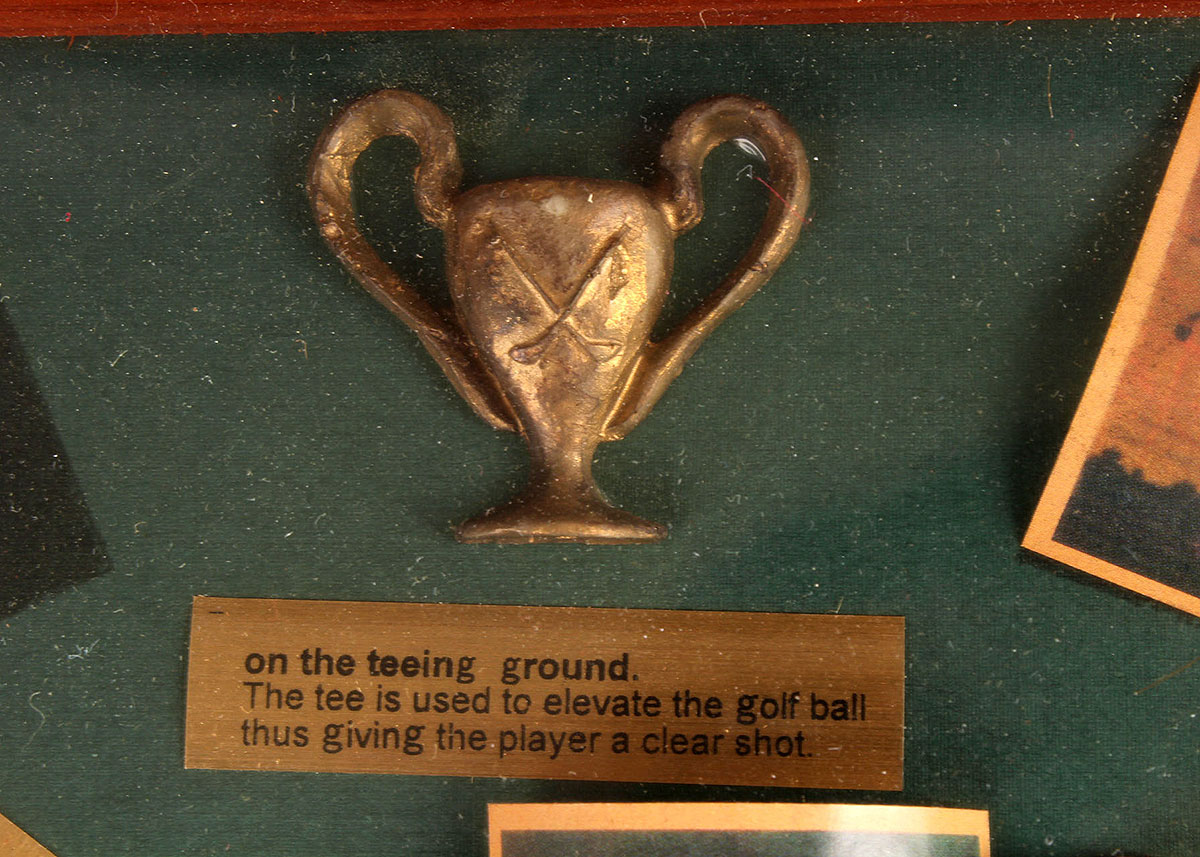 on the teeing ground.
The tee is used to elevate the golf ball
thus giving the player a clear shot.